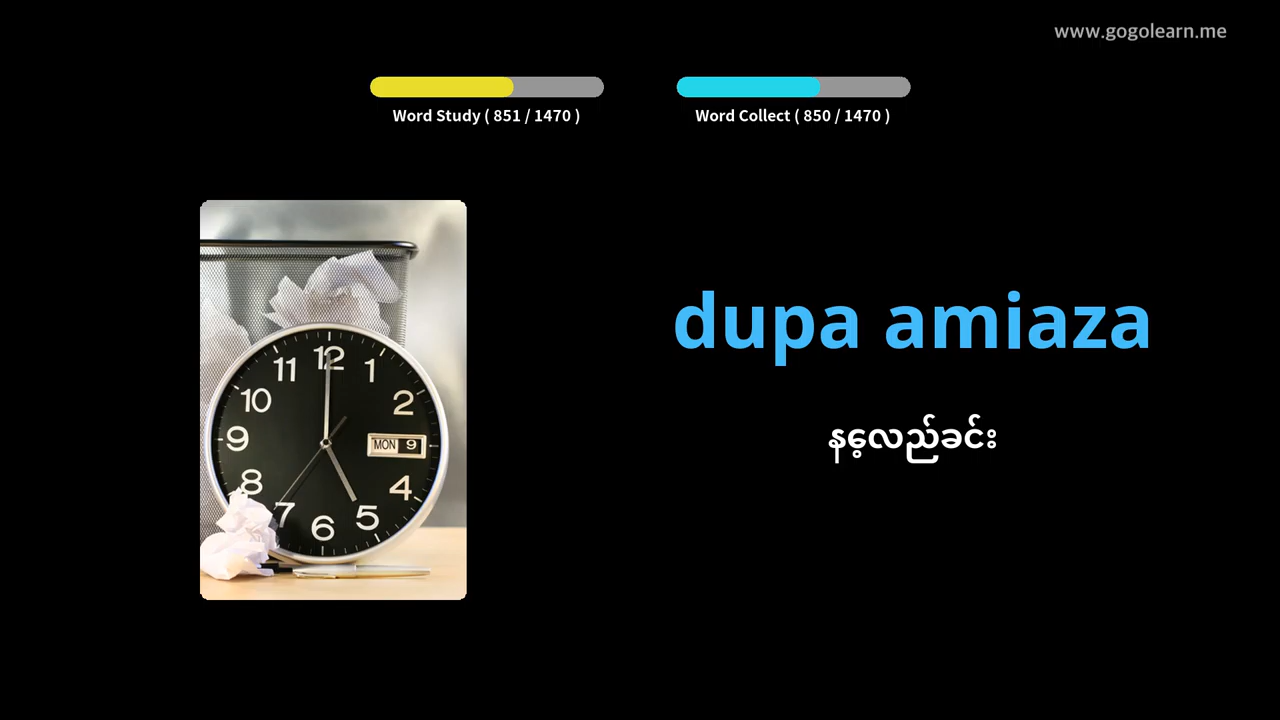 www.gogolearn.me
Word Study ( 851 / 1470 )
Word Collect ( 850 / 1470 )
dupa amiaza
နေ့လေည်ခင်း
12
11
1
10
2
9
MON 9
8
4
7
5
6